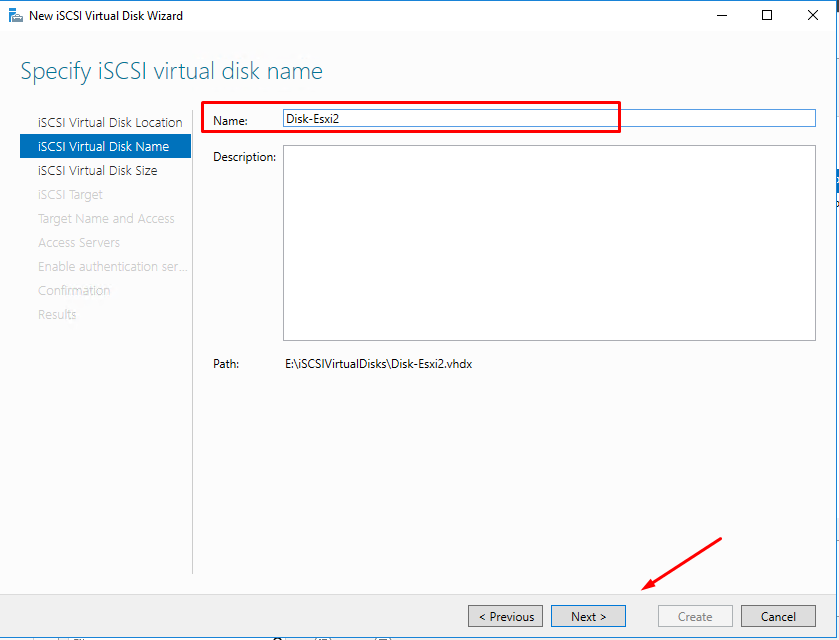 New iSCSI Virtual Disk Wizard
Specify iSCSI virtual disk name
iSCSI Virtual Disk Location
iSCSI Virtual Disk Name
iSCSI Virtual Disk Size
iSCSI Target
Target Name and Access
Access Servers
Enable authentication ser...
Confirmation
Results
Name: Disk-Esxi2
Description:
Path: E:\iSCSIVirtualDisks\Disk-Esxi2.vhdx
< Previous Next > Create Cancel